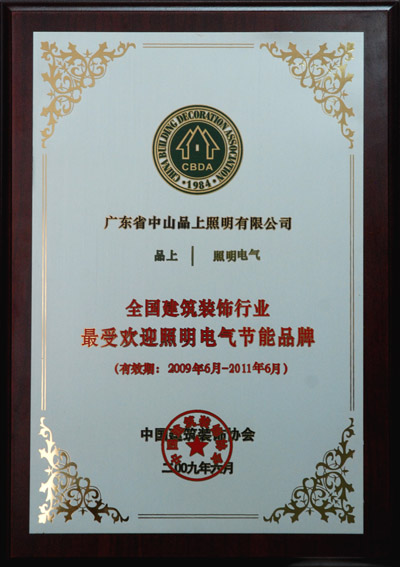 CHINA BUILDING DECORATION ASSOCIATION
CBDA
1984
广东省中山品上照明有限公司
品上 | 照明电气
全国建筑装饰行业
最受欢迎照明电气节能品牌
(有效期：2009年6月-2011年6月)
中国建筑装饰协会
二00九年六月